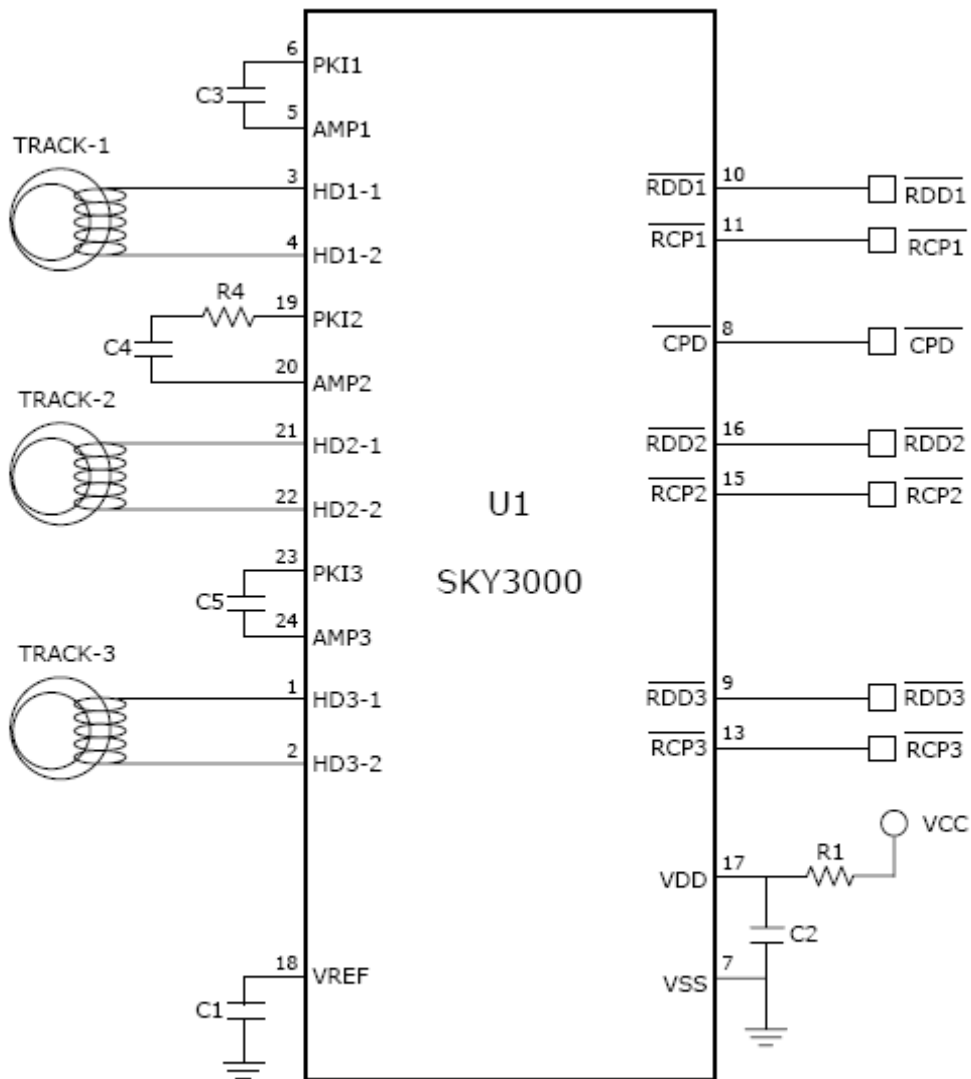 6 PKI1
C3
5 AMP1
TRACK-1
3 HD1-1
4 HD1-2
R4
19 PKI2
C4
20 AMP2
TRACK-2
21 HD2-1
22 HD2-2
23 PKI3
C5
24 AMP3
TRACK-3
1 HD3-1
2 HD3-2
18 VREF
C1
U1
SKY3000
RDD1 10 RDD1
RCP1 11 RCP1
CPD 8 CPD
RDD2 16 RDD2
RCP2 15 RCP2
RDD3 9 RDD3
RCP3 13 RCP3
VCC
R1
VDD 17
C2
VSS 7